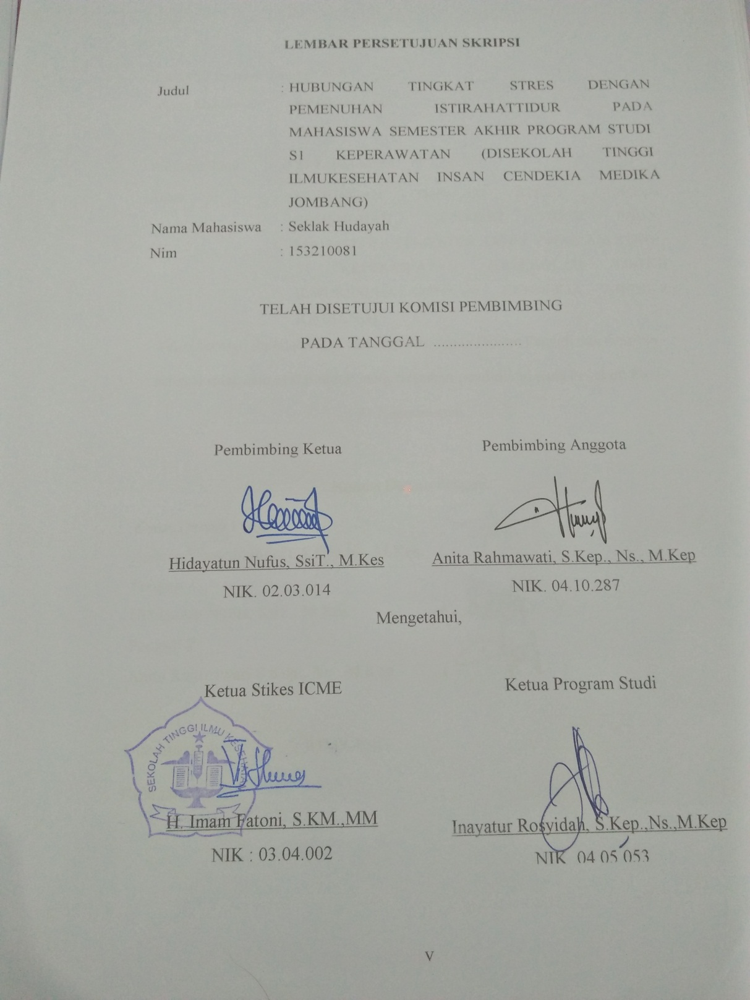 LEMBAR PERSETUJUAN SKRIPSI
Judul : HUBUNGAN TINGKAT STRES DENGAN
PEMENUHAN ISTIRAHATTIDUR PADA
MAHASISWA SEMESTER AKHIR PROGRAM STUDI
S1 KEPERAWATAN (DISEKOLAH TINGGI
ILMUKESEHATAN INSAN CENDEKIA MEDIKA
JOMBANG)
Nama Mahasiswa : Seklak Hudayah
Nim : 153210081
TELAH DISETUJUI KOMISI PEMBIMBING
PADA TANGGAL ......................
Pembimbing Ketua Pembimbing Anggota
Hidayatun Nufus, SsiT., M.Kes Anita Rahmawati, S.Kep., Ns., M.Kep
NIK. 02.03.014 NIK. 04.10.287
Mengetahui,
Ketua Stikes ICME Ketua Program Studi
SEKOLAH TINGGI ILMU KESEHATAN
H. Imam Fatoni, S.KM.,MM Inayatur Rosyidah, S.Kep.,Ns.,M.Kep
NIK : 03.04.002 NIK 04 05 053
V